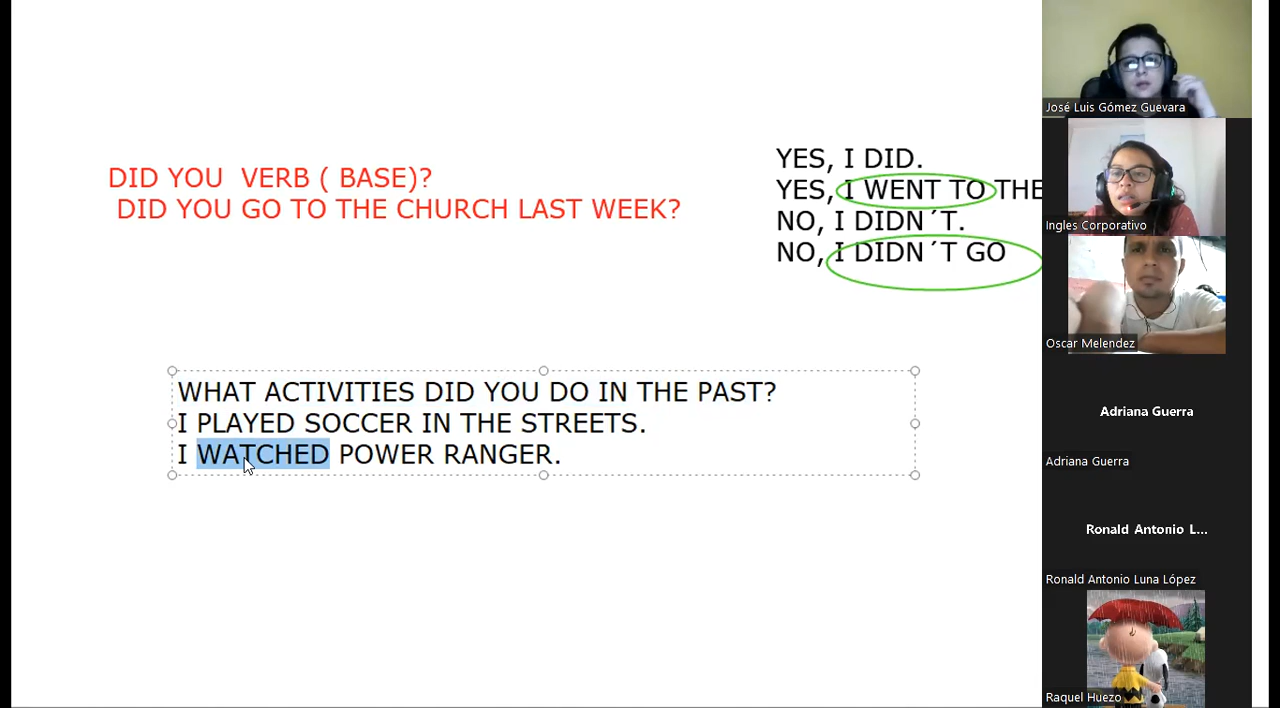 DID YOU  VERB ( BASE)?
DID YOU GO TO THE CHURCH LAST WEEK?
YES, I DID.
YES, I WENT TO THE
NO, I DIDN´T.
NO, I DIDN´T GO
WHAT ACTIVITIES DID YOU DO IN THE PAST?
I PLAYED SOCCER IN THE STREETS.
I WATCHED POWER RANGER.
José Luis Gómez Guevara
Ingles Corporativo
Oscar Melendez
Adriana Guerra
Adriana Guerra
Ronald Antonio L...
Ronald Antonio Luna López
Raquel Huezo